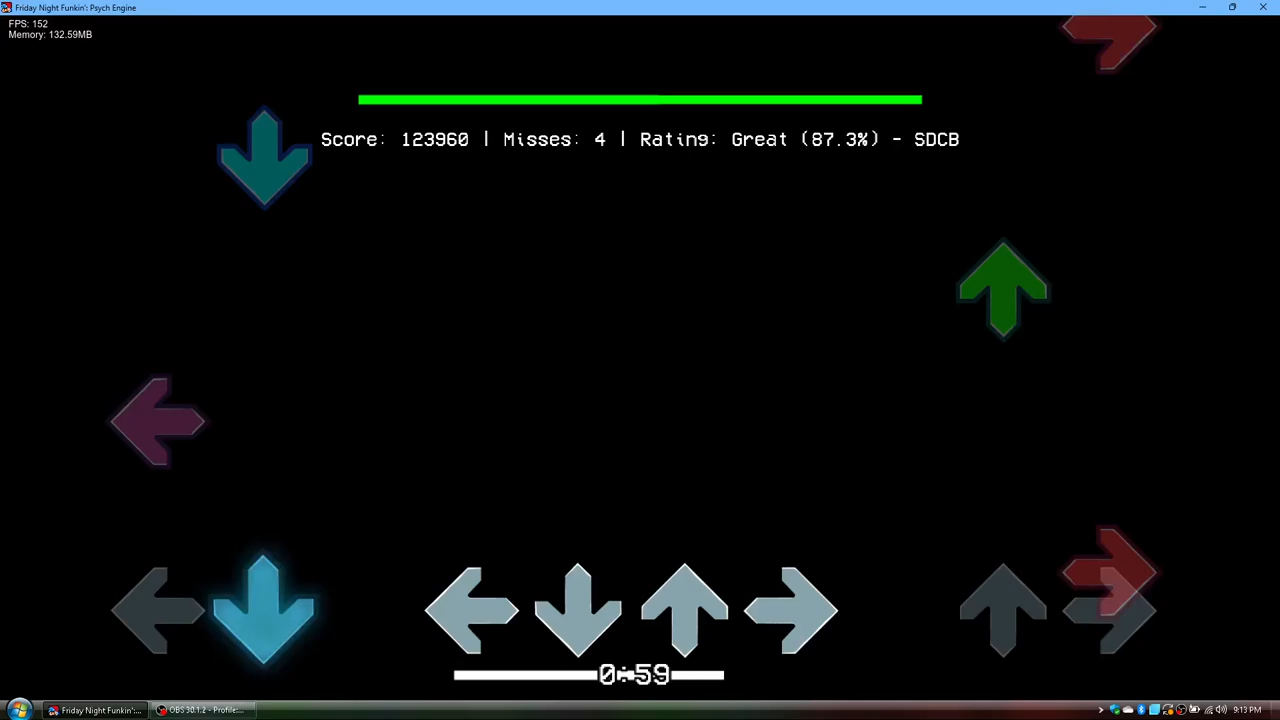 Friday Night Funkin': Psych Engine
FPS: 152
Memory: 132.59MB
Score: 123960 | Misses: 4 | Rating: Great (87.3%) - SDCB
0:59
Friday Night Funkin':...
OBS 30.1.2 - Profile:...
9:13 PM